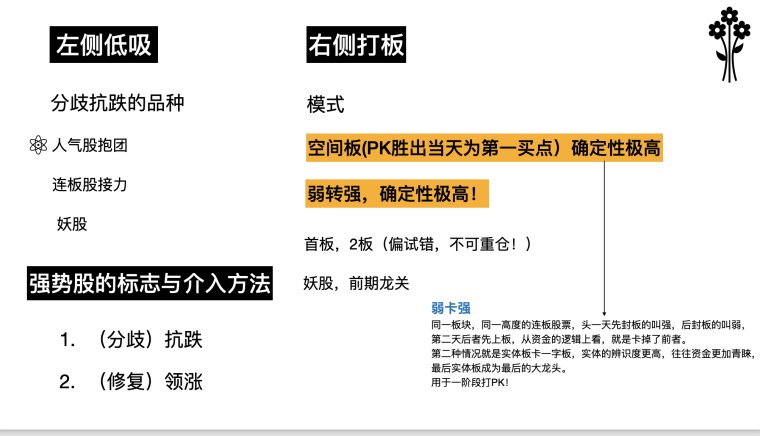 左侧低吸
分歧抗跌的品种
人气股抱团
连板股接力
妖股
强势股的标志与介入方法
1. （分歧）抗跌
2. （修复）领涨
右侧打板
模式
空间板(PK胜出当天为第一买点）确定性极高
弱转强，确定性极高！
首板，2板（偏试错，不可重仓！）
妖股，前期龙关
弱卡强
同一板块，同一高度的连板股票，头一天先封板的叫强，后封板的叫弱，
第二天后者先上板，从资金的逻辑上看，就是卡掉了前者。
第二种情况就是实体板卡一字板，实体的辨识度更高，往往资金更加青睐，
最后实体板成为最后的大龙头。
用于一阶段打PK！